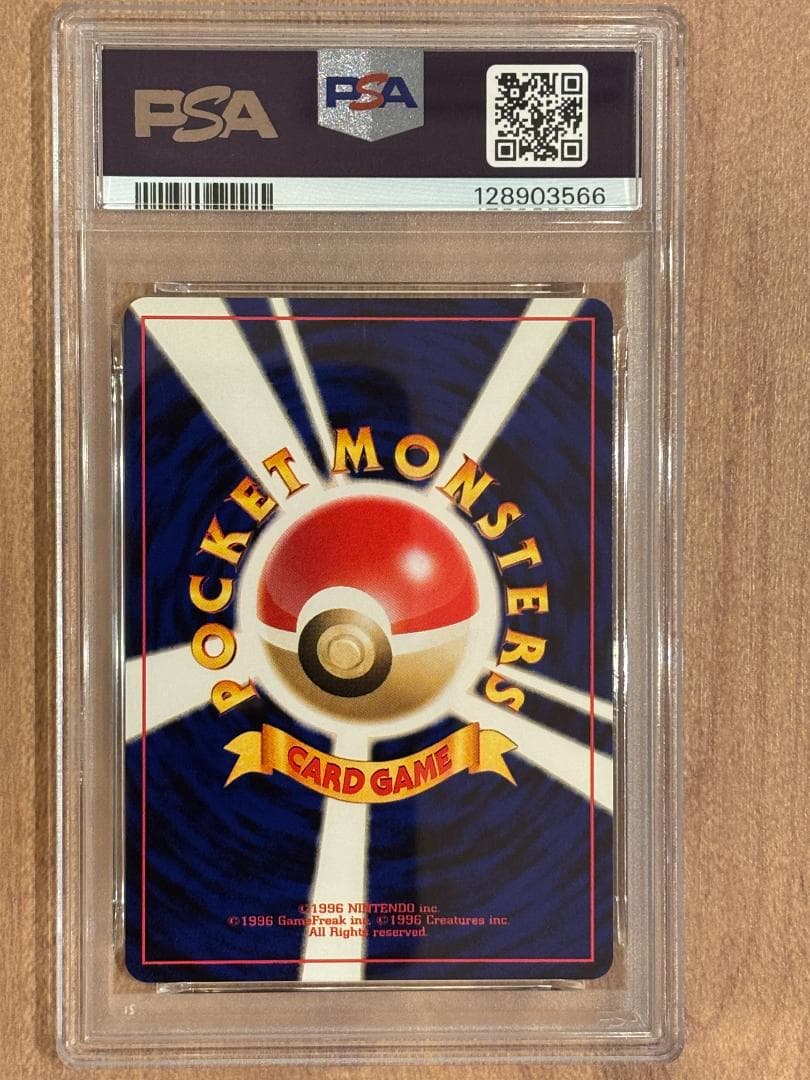 PSA
PSA
128903566
POCKET MONSTERS
CARD GAME
©1996 NINTENDO inc.
©1996 GameFreak inc. ©1996 Creatures inc.
All Rights reserved.